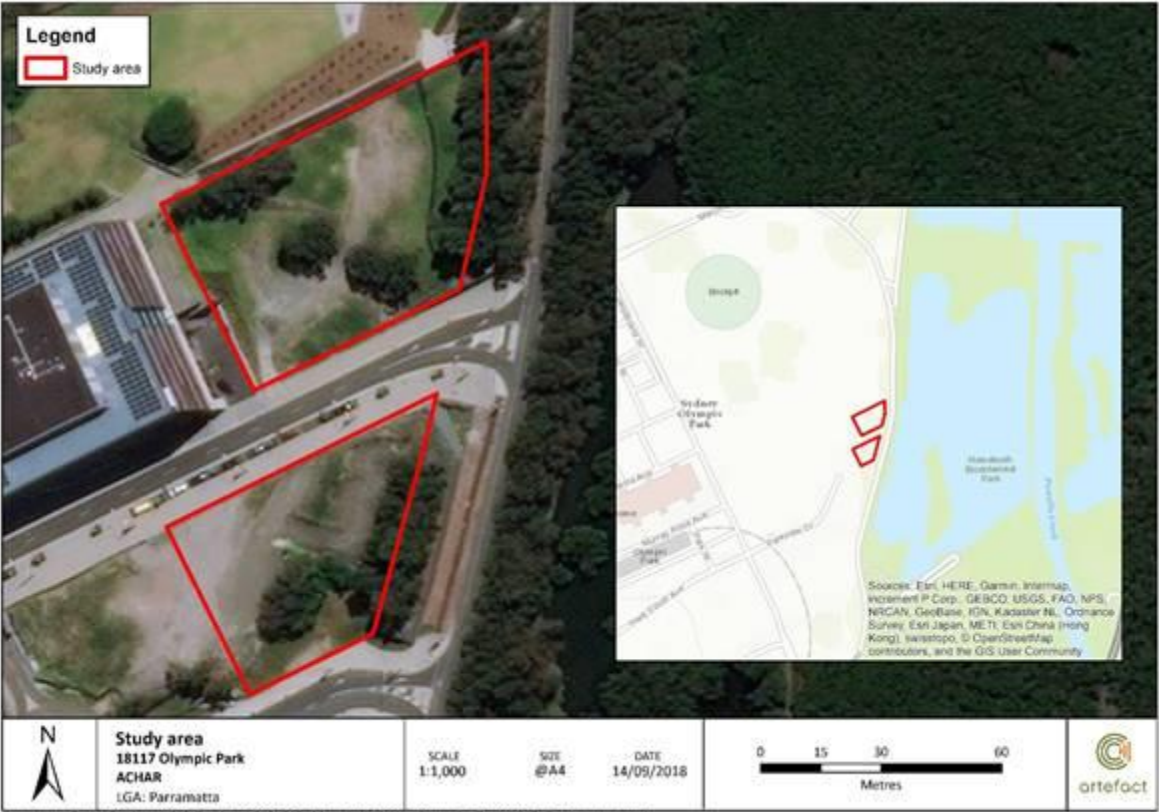 Legend
Study area
Sydney
Olympic
Park
Olympic
Park
Sources: Esri, HERE, Garmin, Intermap,
increment P Corp., GEBCO, USGS, FAO, NPS,
NRCAN, GeoBase, IGN, Kadaster NL, Ordnance
Survey, Esri Japan, METI, Esri China (Hong
Kong), swisstopo, © OpenStreetMap
contributors, and the GIS User Community
N
Study area
18117 Olympic Park
ACHAR
LGA: Parramatta
SCALE
1:1,000
SIZE
@A4
DATE
14/09/2018
0 15 30 60
Metres
artefact